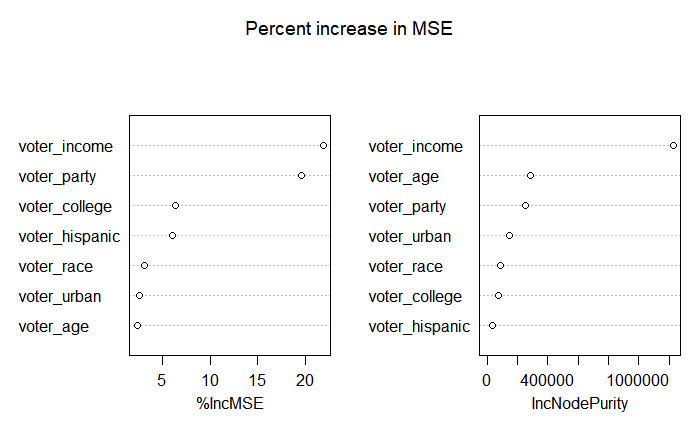 Percent increase in MSE
voter_income
voter_party
voter_college
voter_hispanic
voter_race
voter_urban
voter_age
5 10 15 20
%IncMSE
voter_income
voter_age
voter_party
voter_urban
voter_race
voter_college
voter_hispanic
0 400000 1000000
IncNodePurity